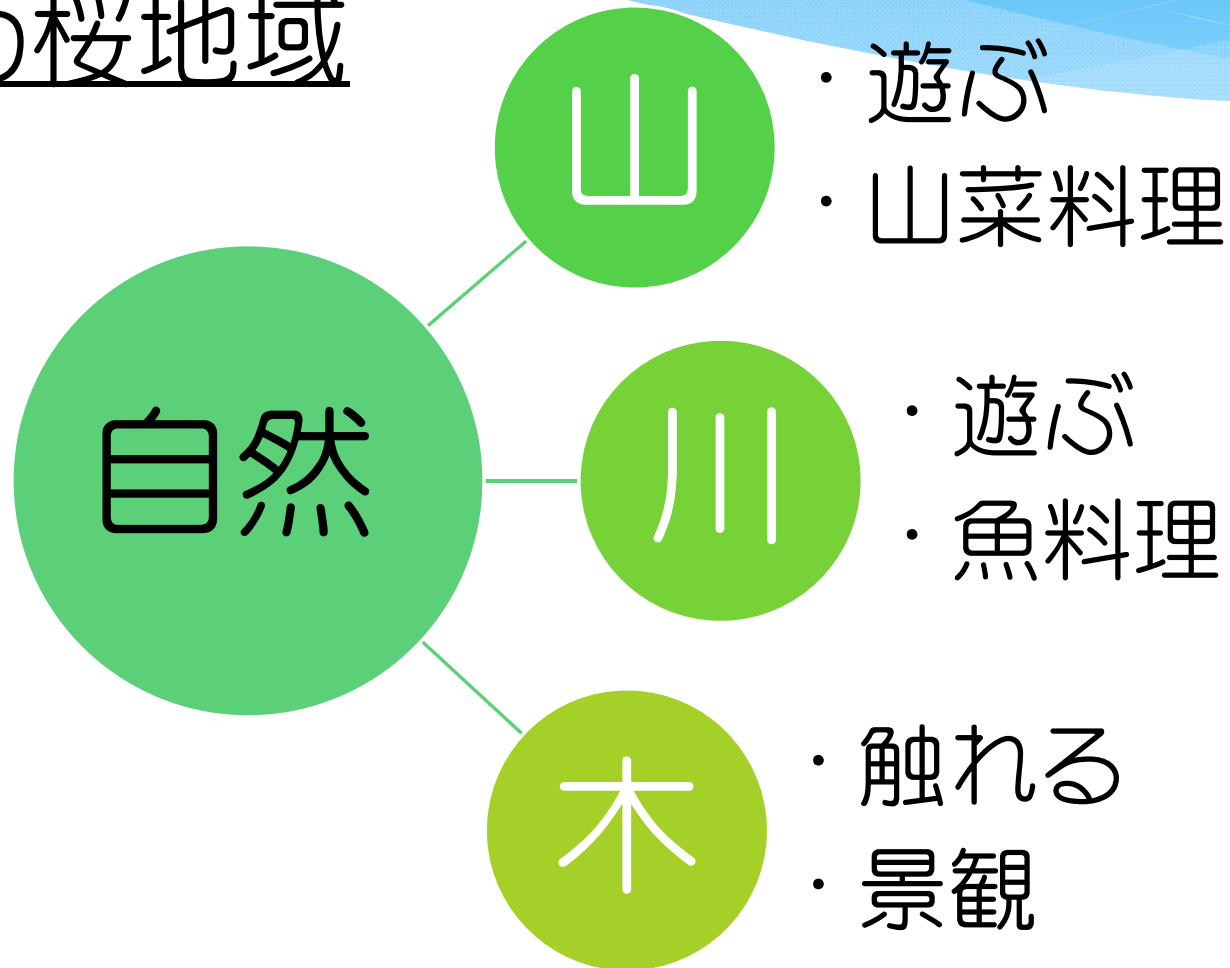 桜地域
山
・遊ぶ
・山菜料理
自然
川
・遊ぶ
・魚料理
木
・触れる
・景観